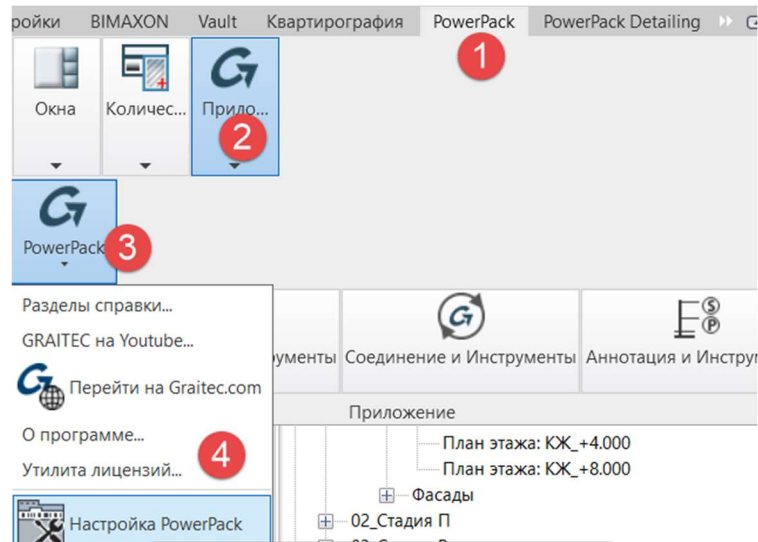 ройки BIMAXON Vault Квартирография PowerPack PowerPack Detailing
1
Окна Количес... Прило...
2
PowerPack
3
Разделы справки...
GRAITEC на Youtube...
ументы Соединение и Инструменты Аннотация и Инстру
Перейти на Graitec.com
Приложение
О программе...
План этажа: КЖ_+4.000
Утилита лицензий...
4
План этажа: КЖ_+8.000
Фасады
Настройка PowerPack
02_Стадия П